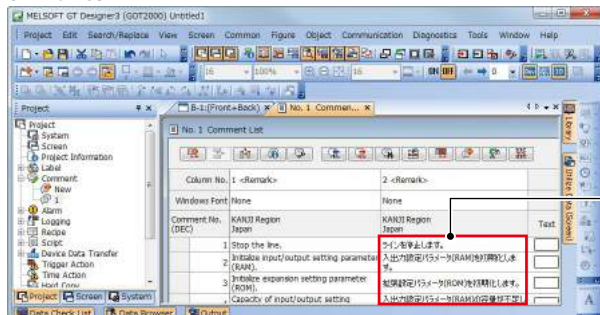 MELSOFT GT Designer3 (GOT2000) Untitled1
Project Edit Search/Replace View Screen Common Figure Object Communication Diagnostics Tools Window Help
16 100% 16 ON OFF 0
Project
B-1:(Front+Back) No. 1 Commen...
Project
System
Screen
Project Information
Label
Comment
New
1
Alarm
Logging
Recipe
Script
Device Data Transfer
Trigger Action
Time Action
Hard Copy
Project Screen System
No. 1 Comment List
Column No. 1 <Remark> 2 <Remark>
Windows Font None None
Comment No. (DEC) KANJI Region Japan KANJI Region Japan Text
1 Stop the line. ラインを停止します。
2 Initialize input/output setting parameter (RAM). 入出力設定パラメータ(RAM)を初期化します。
3 Initialize expansion setting parameter (ROM). 拡張設定パラメータ(ROM)を初期化します。
Capacity of input/output setting 入出力設定パラメータ(RAM)の容量が不足し
Library
Data Check List Data Browser Output